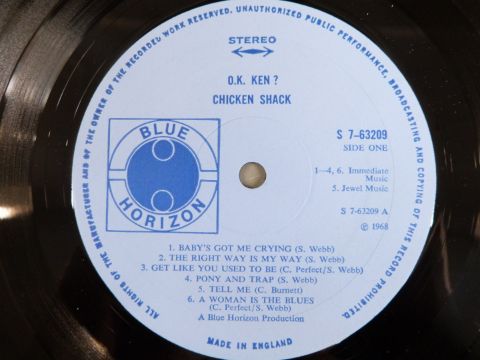 ALL RIGHTS OF THE MANUFACTURER AND OF THE OWNER OF THE RECORDED WORK RESERVED. UNAUTHORIZED PUBLIC PERFORMANCE, BROADCASTING AND COPYING OF THIS RECORD PROHIBITED.
STEREO
O.K. KEN ?
CHICKEN SHACK
BLUE
HORIZON
S 7-63209
SIDE ONE
1—4, 6. Immediate
Music
5. Jewel Music
S 7-63209 A
℗ 1968
1. BABY'S GOT ME CRYING (S. Webb)
2. THE RIGHT WAY IS MY WAY (S. Webb)
3. GET LIKE YOU USED TO BE (C. Perfect/S. Webb)
4. PONY AND TRAP (S. Webb)
5. TELL ME (C. Burnett)
6. A WOMAN IS THE BLUES
(C. Perfect/S. Webb)
A Blue Horizon Production
MADE IN ENGLAND